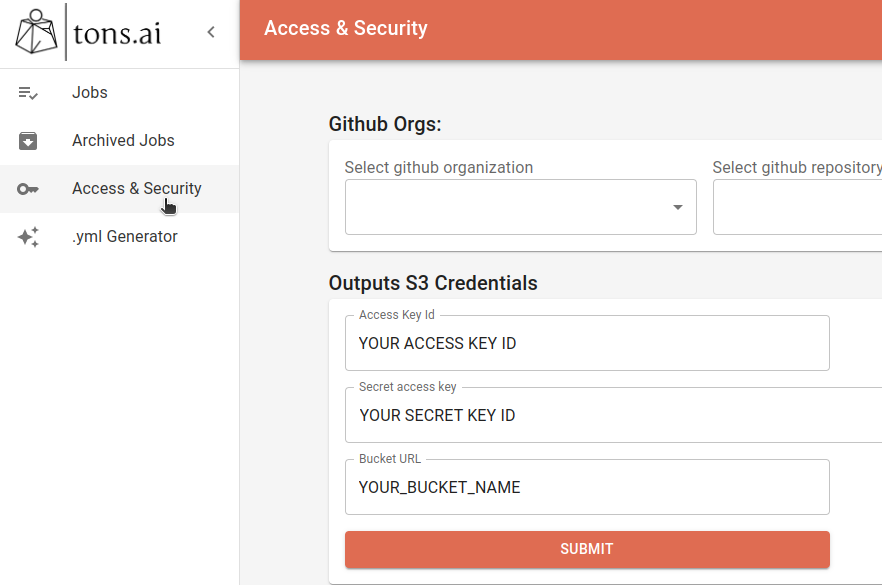 tons.ai
Access & Security
Jobs
Archived Jobs
Access & Security
.yml Generator
Github Orgs:
Select github organization
Select github repository
Outputs S3 Credentials
Access Key Id
YOUR ACCESS KEY ID
Secret access key
YOUR SECRET KEY ID
Bucket URL
YOUR_BUCKET_NAME
SUBMIT